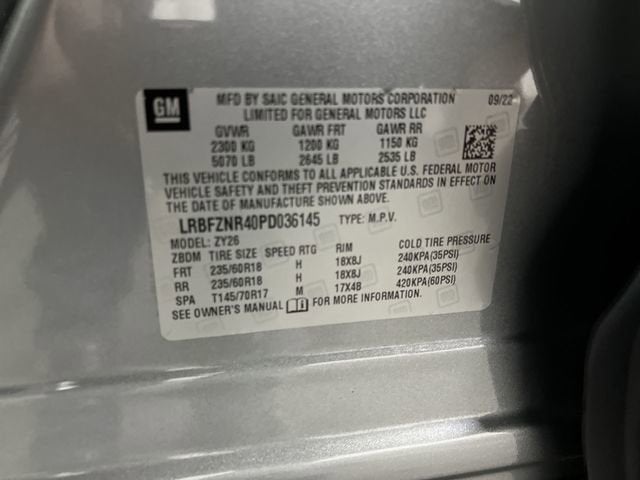 GM
MFD BY SAIC GENERAL MOTORS CORPORATION 09/22
LIMITED FOR GENERAL MOTORS LLC
GVWR GAWR FRT GAWR RR
2300 KG 1200 KG 1150 KG
5070 LB 2645 LB 2535 LB
THIS VEHICLE CONFORMS TO ALL APPLICABLE U.S. FEDERAL MOTOR
VEHICLE SAFETY AND THEFT PREVENTION STANDARDS IN EFFECT ON
THE DATE OF MANUFACTURE SHOWN ABOVE.
LRBFZNR40PD036145 TYPE: M.P.V.
MODEL: ZY26
ZBDM TIRE SIZE SPEED RTG RIM COLD TIRE PRESSURE
FRT 235/60R18 H 18X8J 240KPA(35PSI)
RR 235/60R18 H 18X8J 240KPA(35PSI)
SPA T145/70R17 M 17X4B 420KPA(60PSI)
SEE OWNER'S MANUAL FOR MORE INFORMATION.